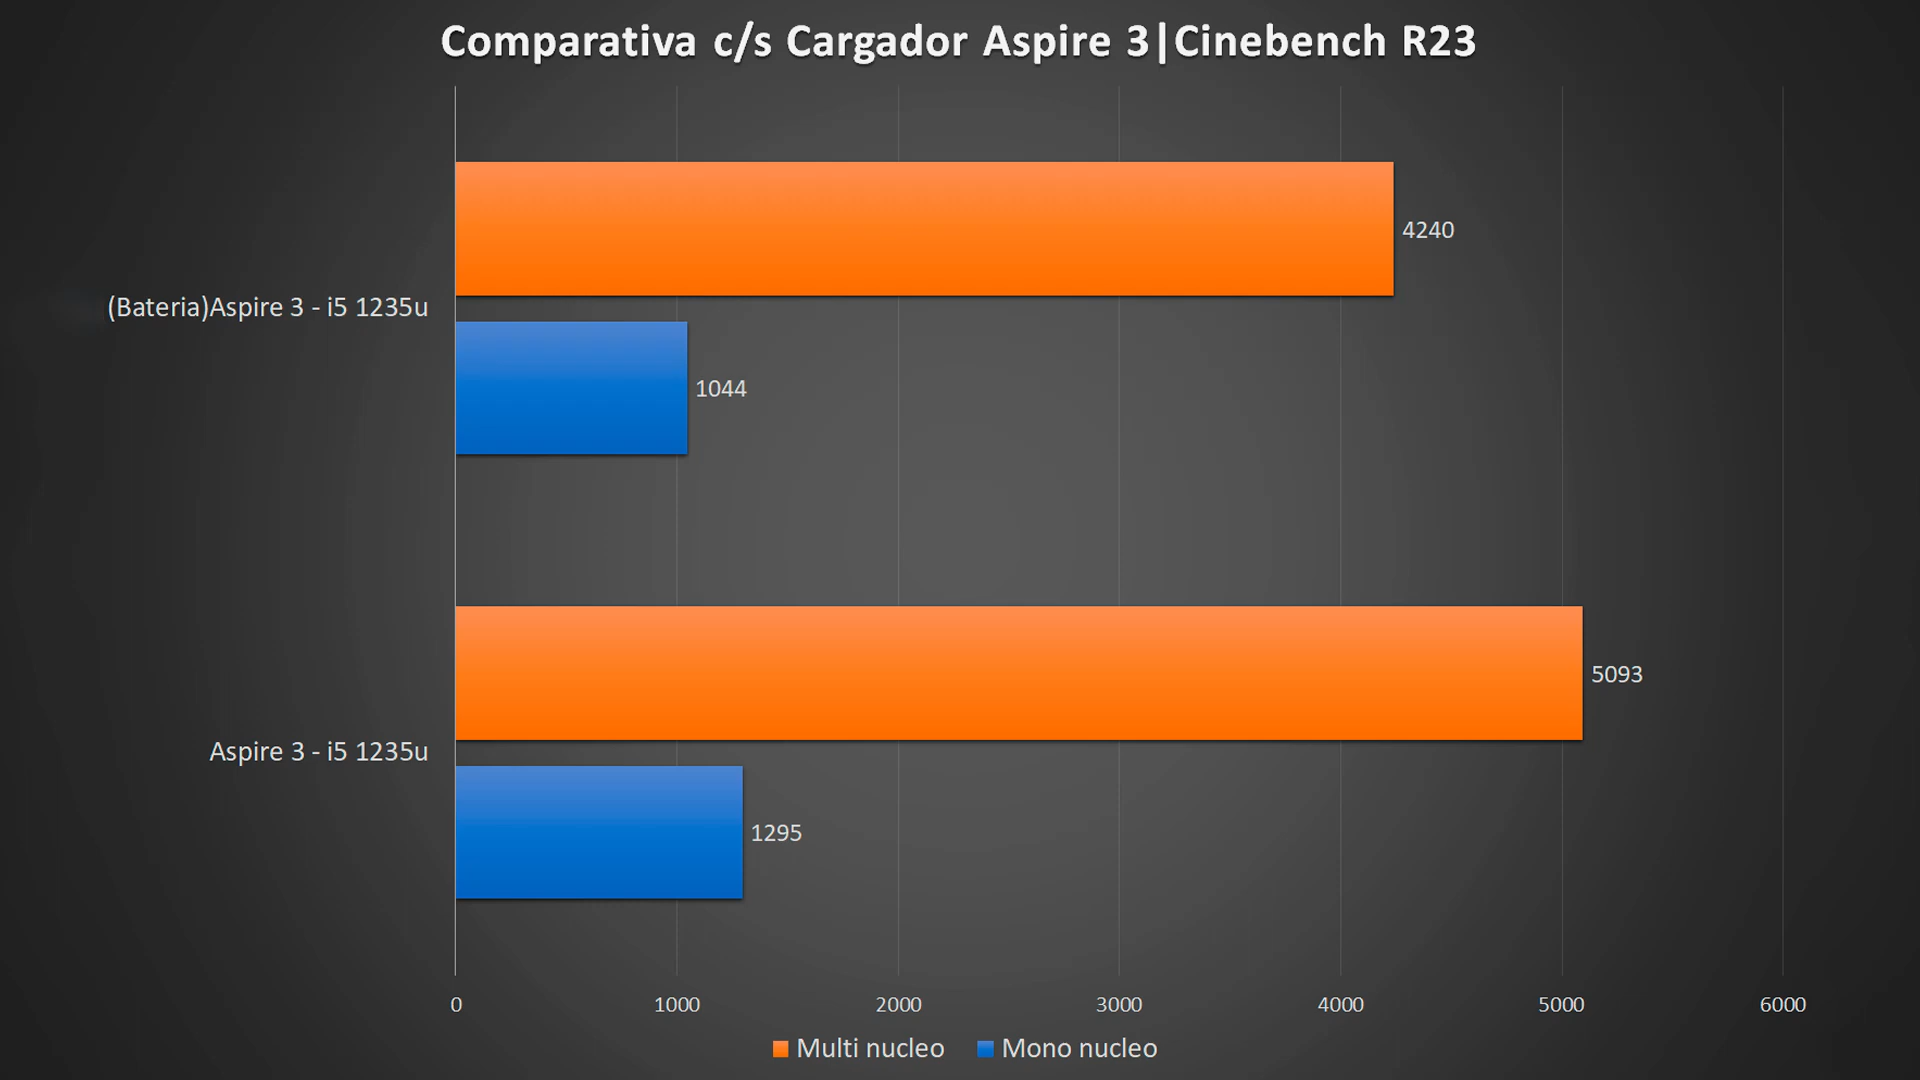 Comparativa c/s Cargador Aspire 3|Cinebench R23
4240
(Bateria)Aspire 3 - i5 1235u
1044
5093
Aspire 3 - i5 1235u
1295
0 1000 2000 3000 4000 5000 6000
Multi nucleo Mono nucleo